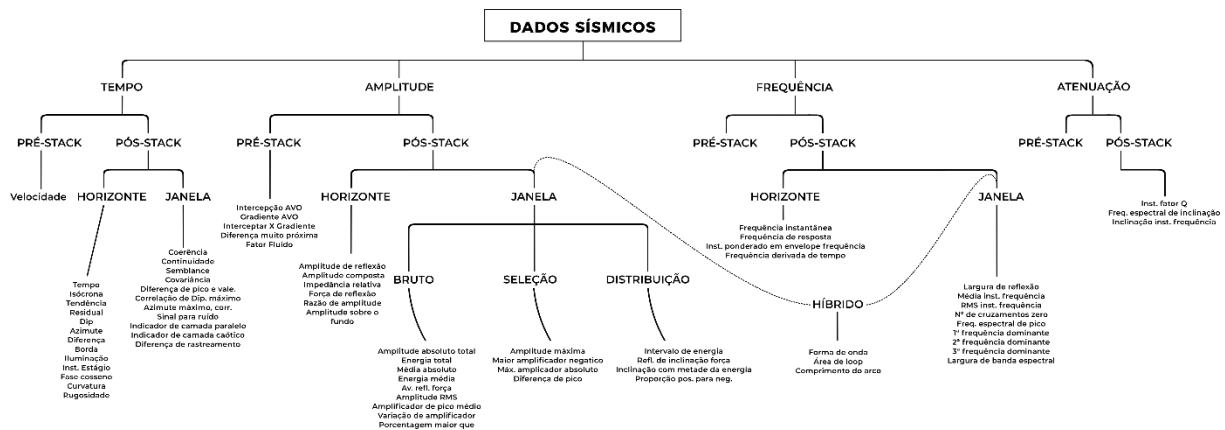 DADOS SÍSMICOS
TEMPO
AMPLITUDE
FREQUÊNCIA
ATENUAÇÃO
PRÉ-STACK
PÓS-STACK
PRÉ-STACK
PÓS-STACK
PRÉ-STACK
PÓS-STACK
PRÉ-STACK
PÓS-STACK
Velocidade
HORIZONTE
JANELA
HORIZONTE
JANELA
HORIZONTE
JANELA
Inst. fator Q
Freq. espectral de inclinação
Inclinação inst. frequência
Tempo
Isócrona
Tendência
Residual
Dip
Azimute
Diferença
Borda
Iluminação
Inst. Estágio
Fase cosseno
Curvatura
Rugosidade
Coerência
Continuidade
Semblance
Covariância
Diferença de pico e vale.
Correlação de Dip. máximo
Azimute máximo, corr.
Sinal para ruído
Indicador de camada paralelo
Indicador de camada caótico
Diferença de rastreamento
Intercepção AVO
Gradiente AVO
Interceptar X Gradiente
Diferença muito próxima
Fator Fluido
Amplitude de reflexão
Amplitude composta
Impedância relativa
Força de reflexão
Razão de amplitude
Amplitude sobre o
fundo
BRUTO
SELEÇÃO
DISTRIBUIÇÃO
HÍBRIDO
Amplitude absoluto total
Energia total
Média absoluto
Energia média
Av. refl. força
Amplitude RMS
Amplificador de pico médio
Variação de amplificador
Porcentagem maior que
Amplitude máxima
Maior amplificador negatico
Máx. amplicador absoluto
Diferença de pico
Intervalo de energia
Refl. de inclinação força
Inclinação com metade da energia
Proporção pos. para neg.
Forma de onda
Área de loop
Comprimento do arco
Frequência instantânea
Frequência de resposta
Inst. ponderado em envelope frequência
Frequência derivada de tempo
Largura de reflexão
Média inst. frequência
RMS inst. frequência
Nº de cruzamentos zero
Freq. espectral de pico
1ª frequência dominante
2ª frequência dominante
3ª frequência dominante
Largura de banda espectral